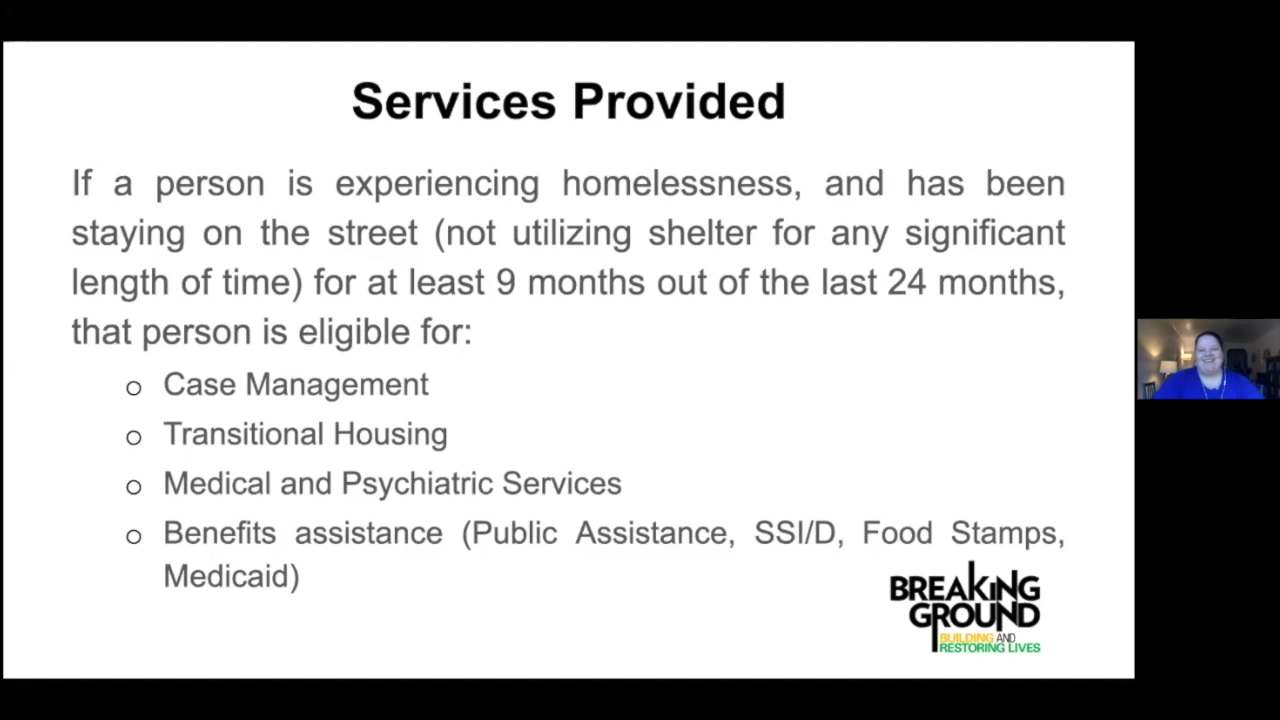 Services Provided
If a person is experiencing homelessness, and has been
staying on the street (not utilizing shelter for any significant
length of time) for at least 9 months out of the last 24 months,
that person is eligible for:
o Case Management
o Transitional Housing
o Medical and Psychiatric Services
o Benefits assistance (Public Assistance, SSI/D, Food Stamps,
Medicaid)
BREAKING
GROUND
BUILDING AND
RESTORING LIVES